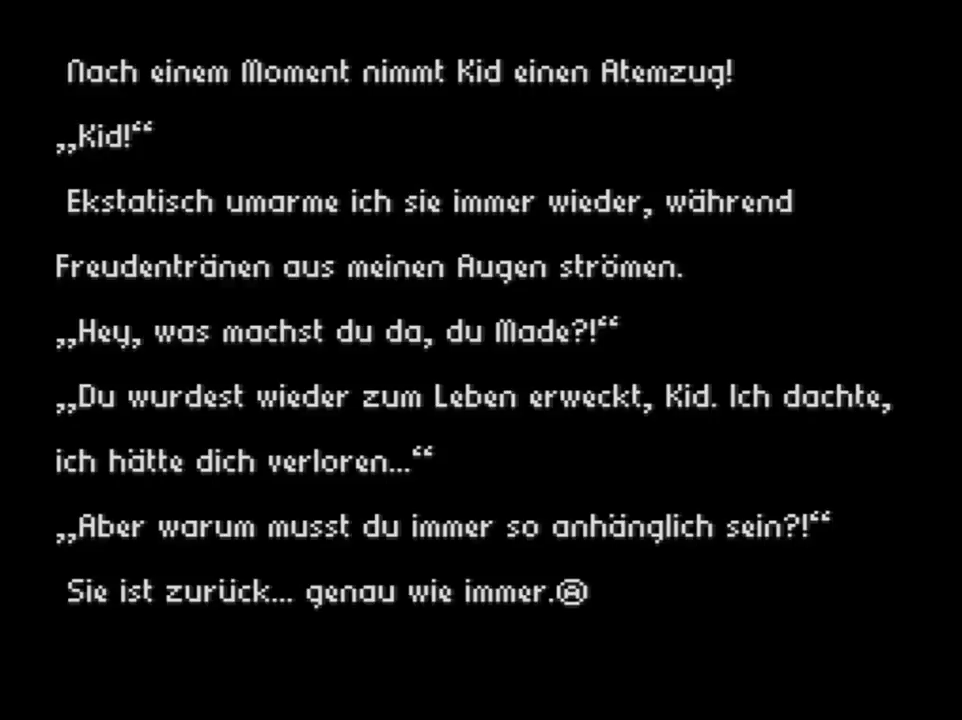 Nach einem Moment nimmt Kid einen Atemzug!
„Kid!“
Ekstatisch umarme ich sie immer wieder, während
Freudentränen aus meinen Augen strömen.
„Hey, was machst du da, du Made?!“
„Du wurdest wieder zum Leben erweckt, Kid. Ich dachte,
ich hätte dich verloren...“
„Aber warum musst du immer so anhänglich sein?!“
Sie ist zurück... genau wie immer.